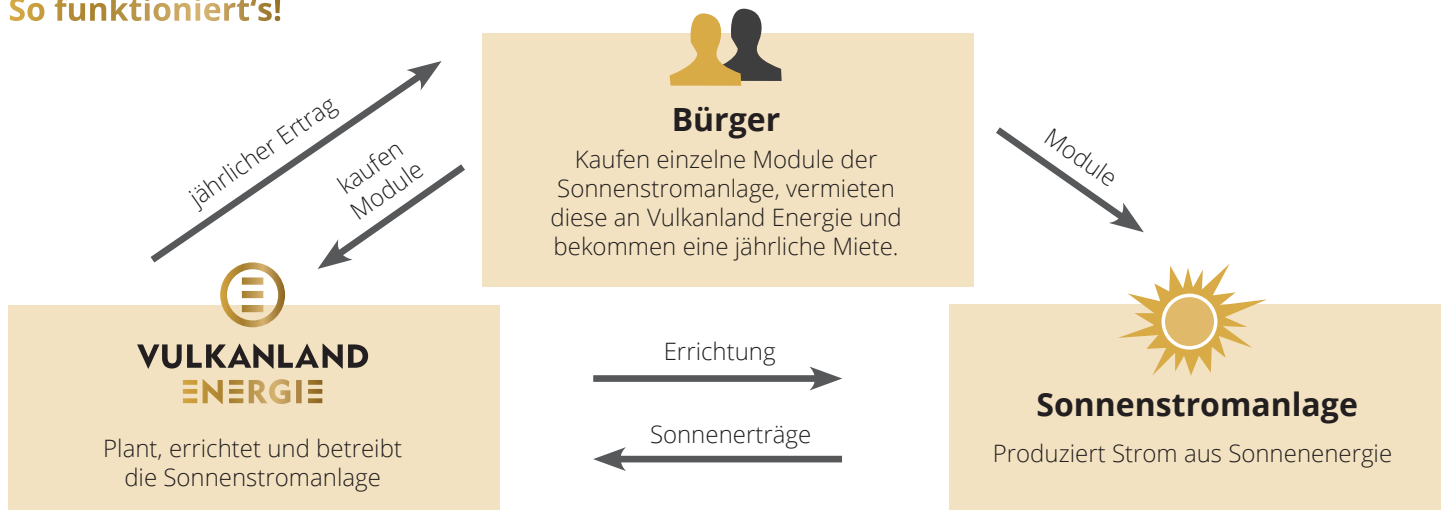 So funktioniert's!
jährlicher Ertrag
kaufen
Module
Bürger
Kaufen einzelne Module der
Sonnenstromanlage, vermieten
diese an Vulkanland Energie und
bekommen eine jährliche Miete.
Module
VULKANLAND
ENERGIE
Plant, errichtet und betreibt
die Sonnenstromanlage
Errichtung
Sonnenerträge
Sonnenstromanlage
Produziert Strom aus Sonnenenergie